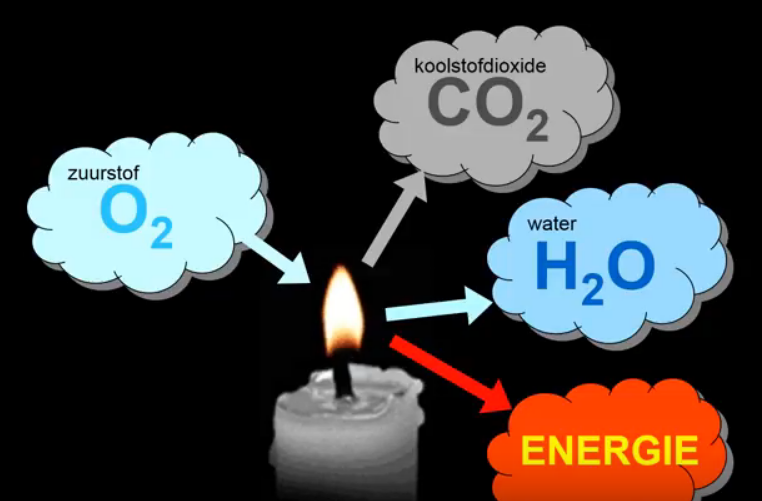 koolstofdioxide
CO₂
zuurstof
O₂
water
H₂O
ENERGIE